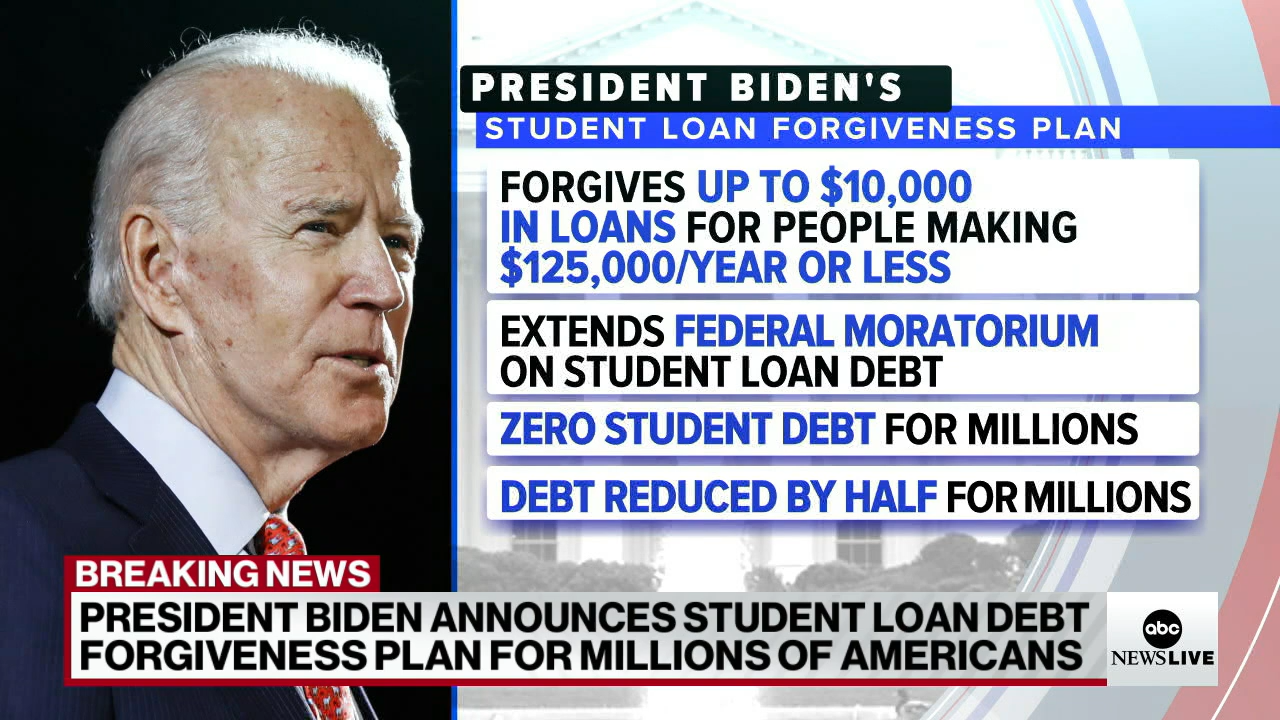 PRESIDENT BIDEN'S
STUDENT LOAN FORGIVENESS PLAN
FORGIVES UP TO $10,000
IN LOANS FOR PEOPLE MAKING
$125,000/YEAR OR LESS
EXTENDS FEDERAL MORATORIUM
ON STUDENT LOAN DEBT
ZERO STUDENT DEBT FOR MILLIONS
DEBT REDUCED BY HALF FOR MILLIONS
BREAKING NEWS
PRESIDENT BIDEN ANNOUNCES STUDENT LOAN DEBT
FORGIVENESS PLAN FOR MILLIONS OF AMERICANS
abc
NEWSLIVE